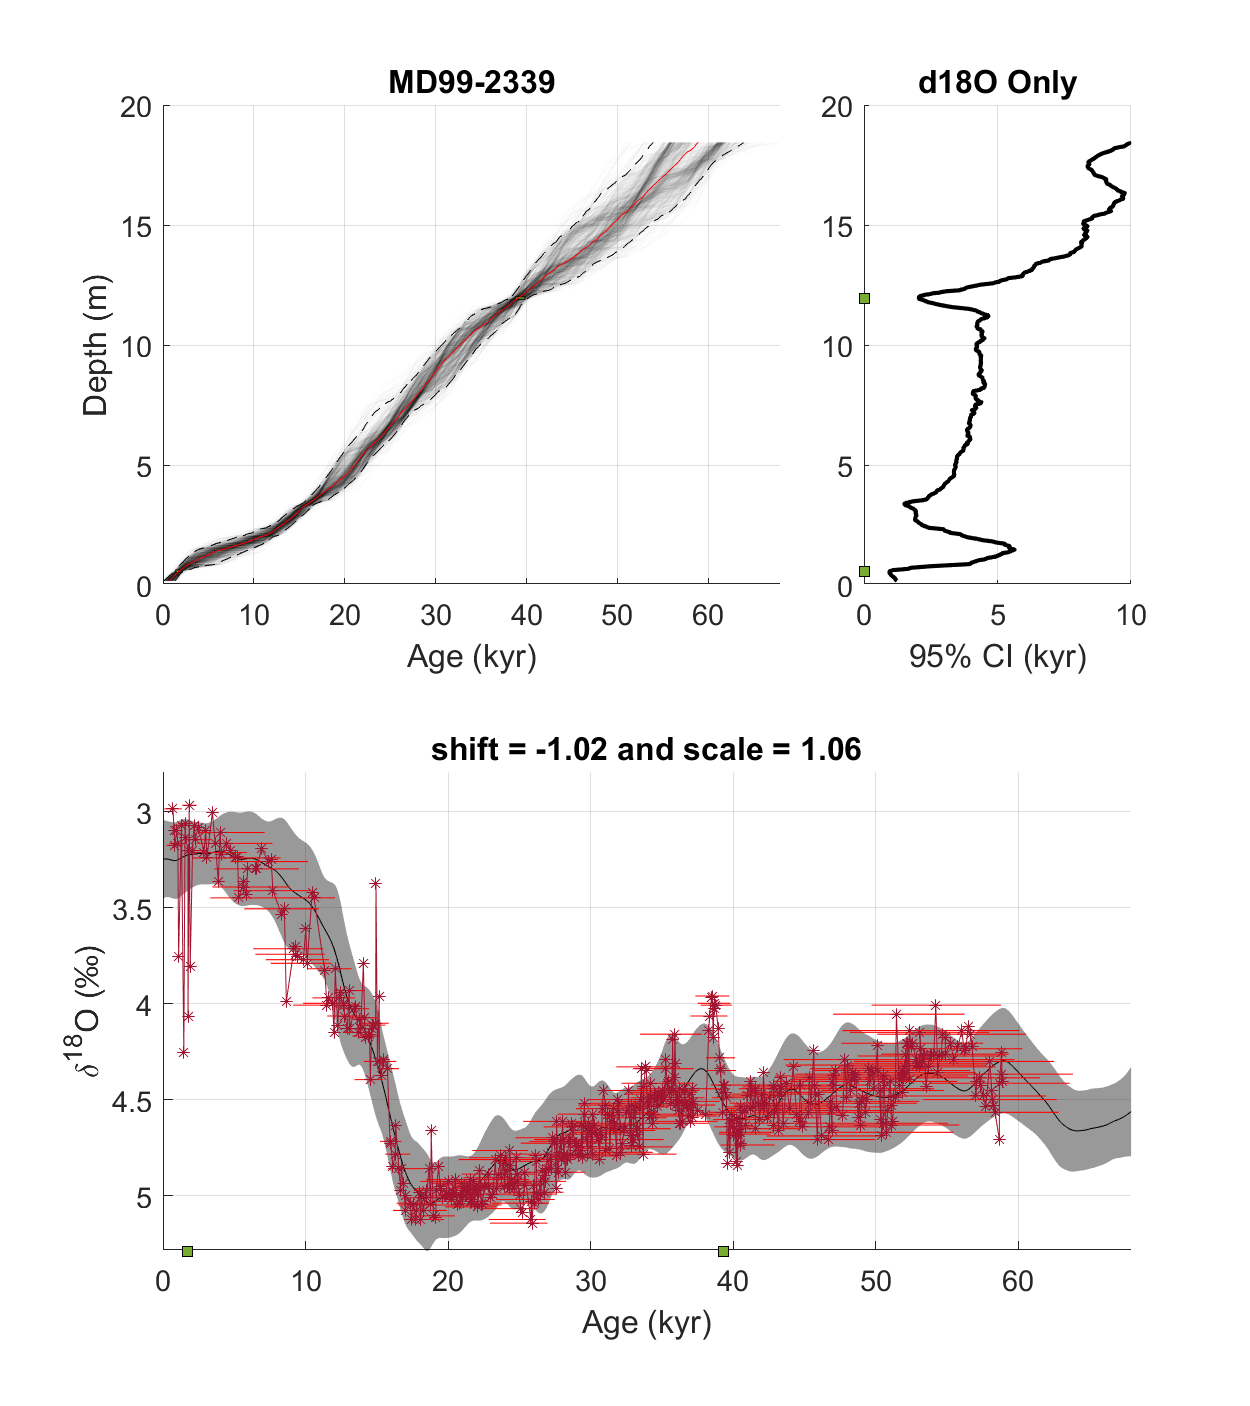 MD99-2339
d18O Only
20
15
10
5
0
Depth (m)
0 10 20 30 40 50 60
Age (kyr)
20
15
10
5
0
0 5 10
95% CI (kyr)
shift = -1.02 and scale = 1.06
3
3.5
4
4.5
5
δ¹⁸O (‰)
0 10 20 30 40 50 60
Age (kyr)